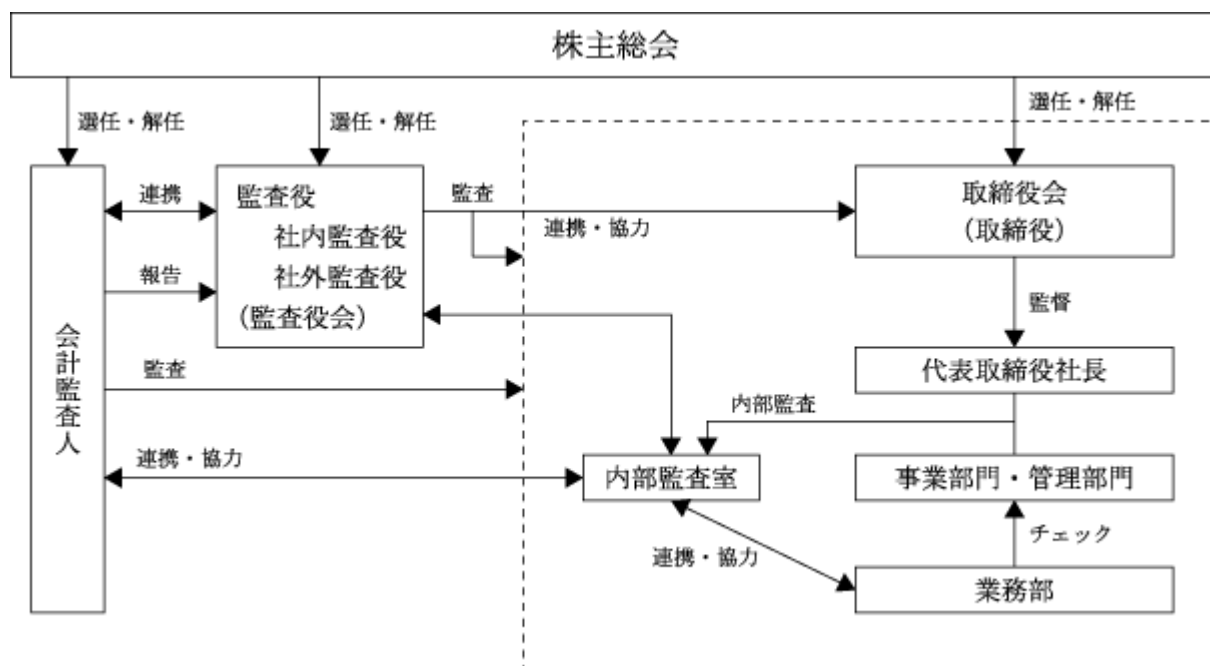 株主総会
選任・解任
選任・解任
選任・解任
連携
監査役
社内監査役
社外監査役
(監査役会)
監査
連携・協力
取締役会
(取締役)
報告
監督
会計監査人
監査
代表取締役社長
内部監査
連携・協力
内部監査室
事業部門・管理部門
チェック
連携・協力
業務部